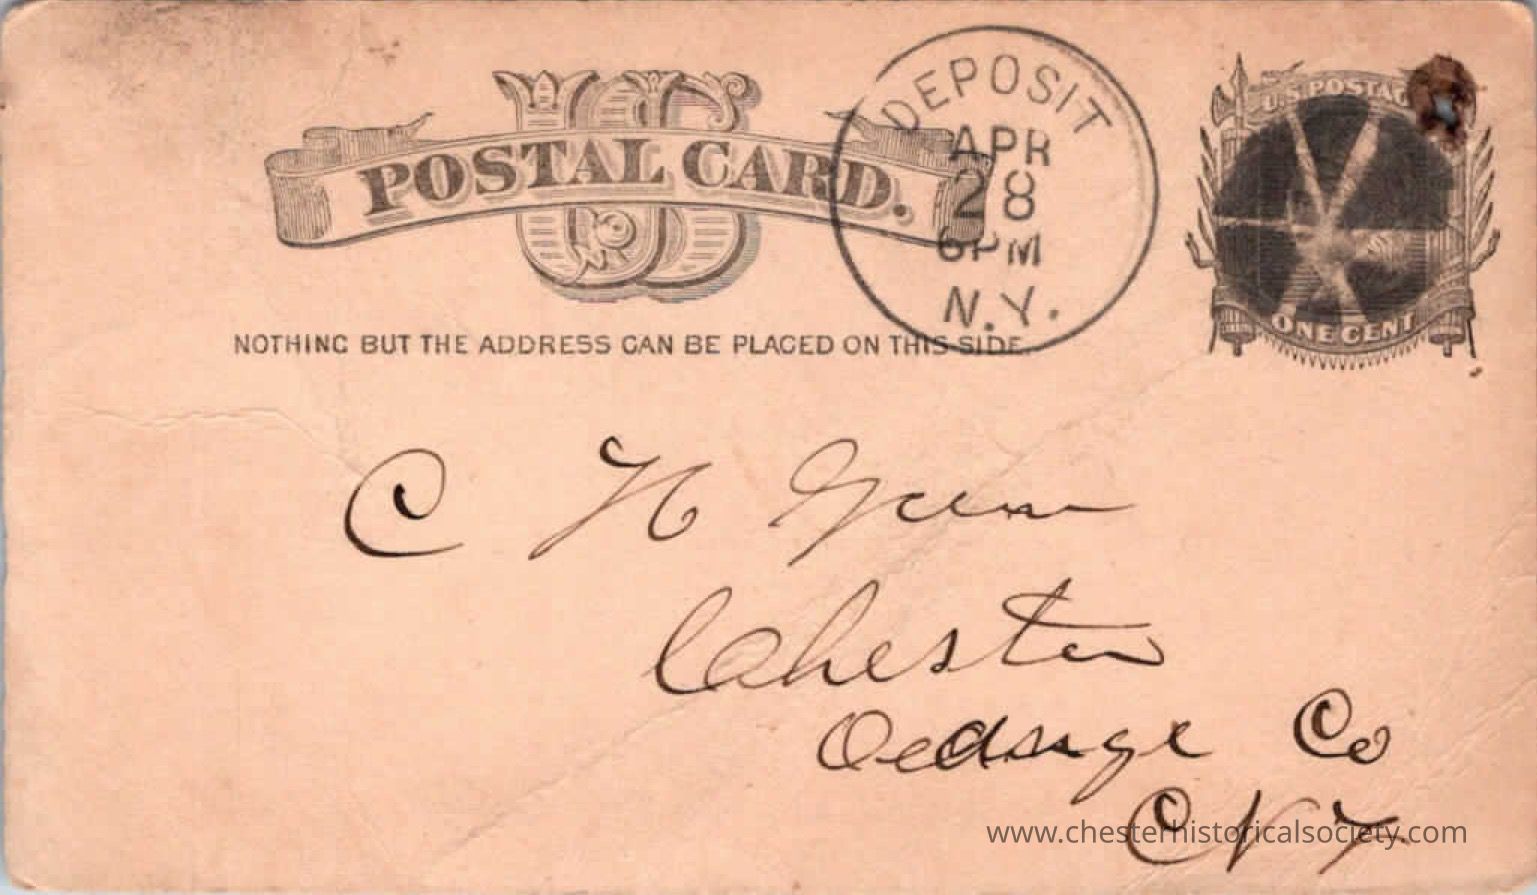 US
POSTAL CARD.
NOTHING BUT THE ADDRESS CAN BE PLACED ON THIS SIDE.
DEPOSIT
APR
28
6PM
N.Y.
U.S. POSTAGE
ONE CENT
C H
Chester
Co
N Y
www.chesterhistoricalsociety.com